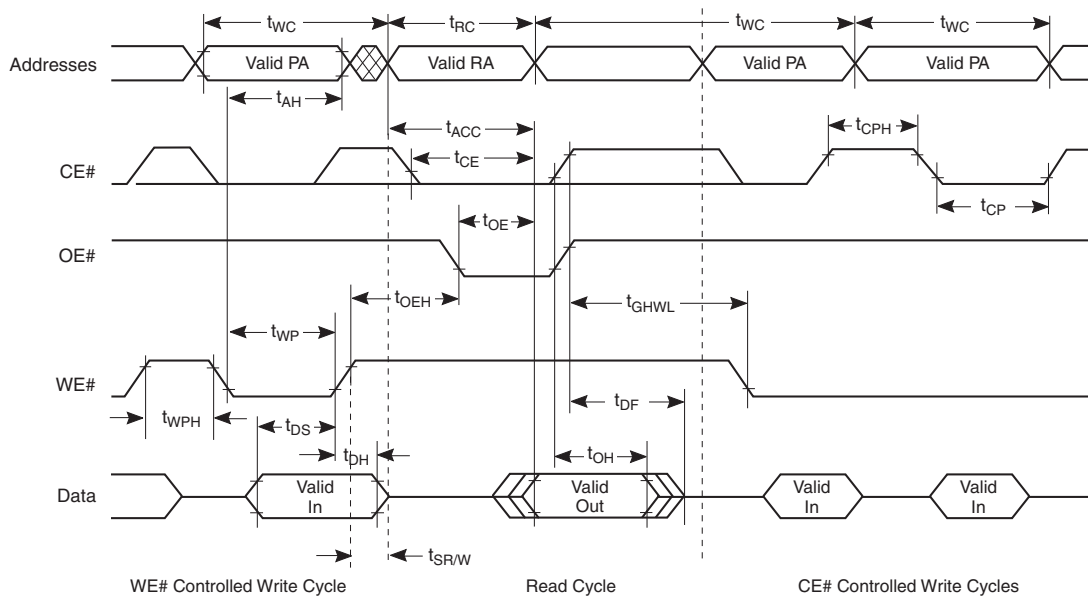 tWC tRC tWC tWC
Addresses Valid PA Valid RA Valid PA Valid PA
tAH
tACC
tCPH
CE# tCE
tCP
tOE
OE#
tOEH tGHWL
tWP
WE#
tWPH tDS tDF
tDH tOH
Data Valid In Valid Out Valid In Valid In
tSR/W
WE# Controlled Write Cycle Read Cycle CE# Controlled Write Cycles